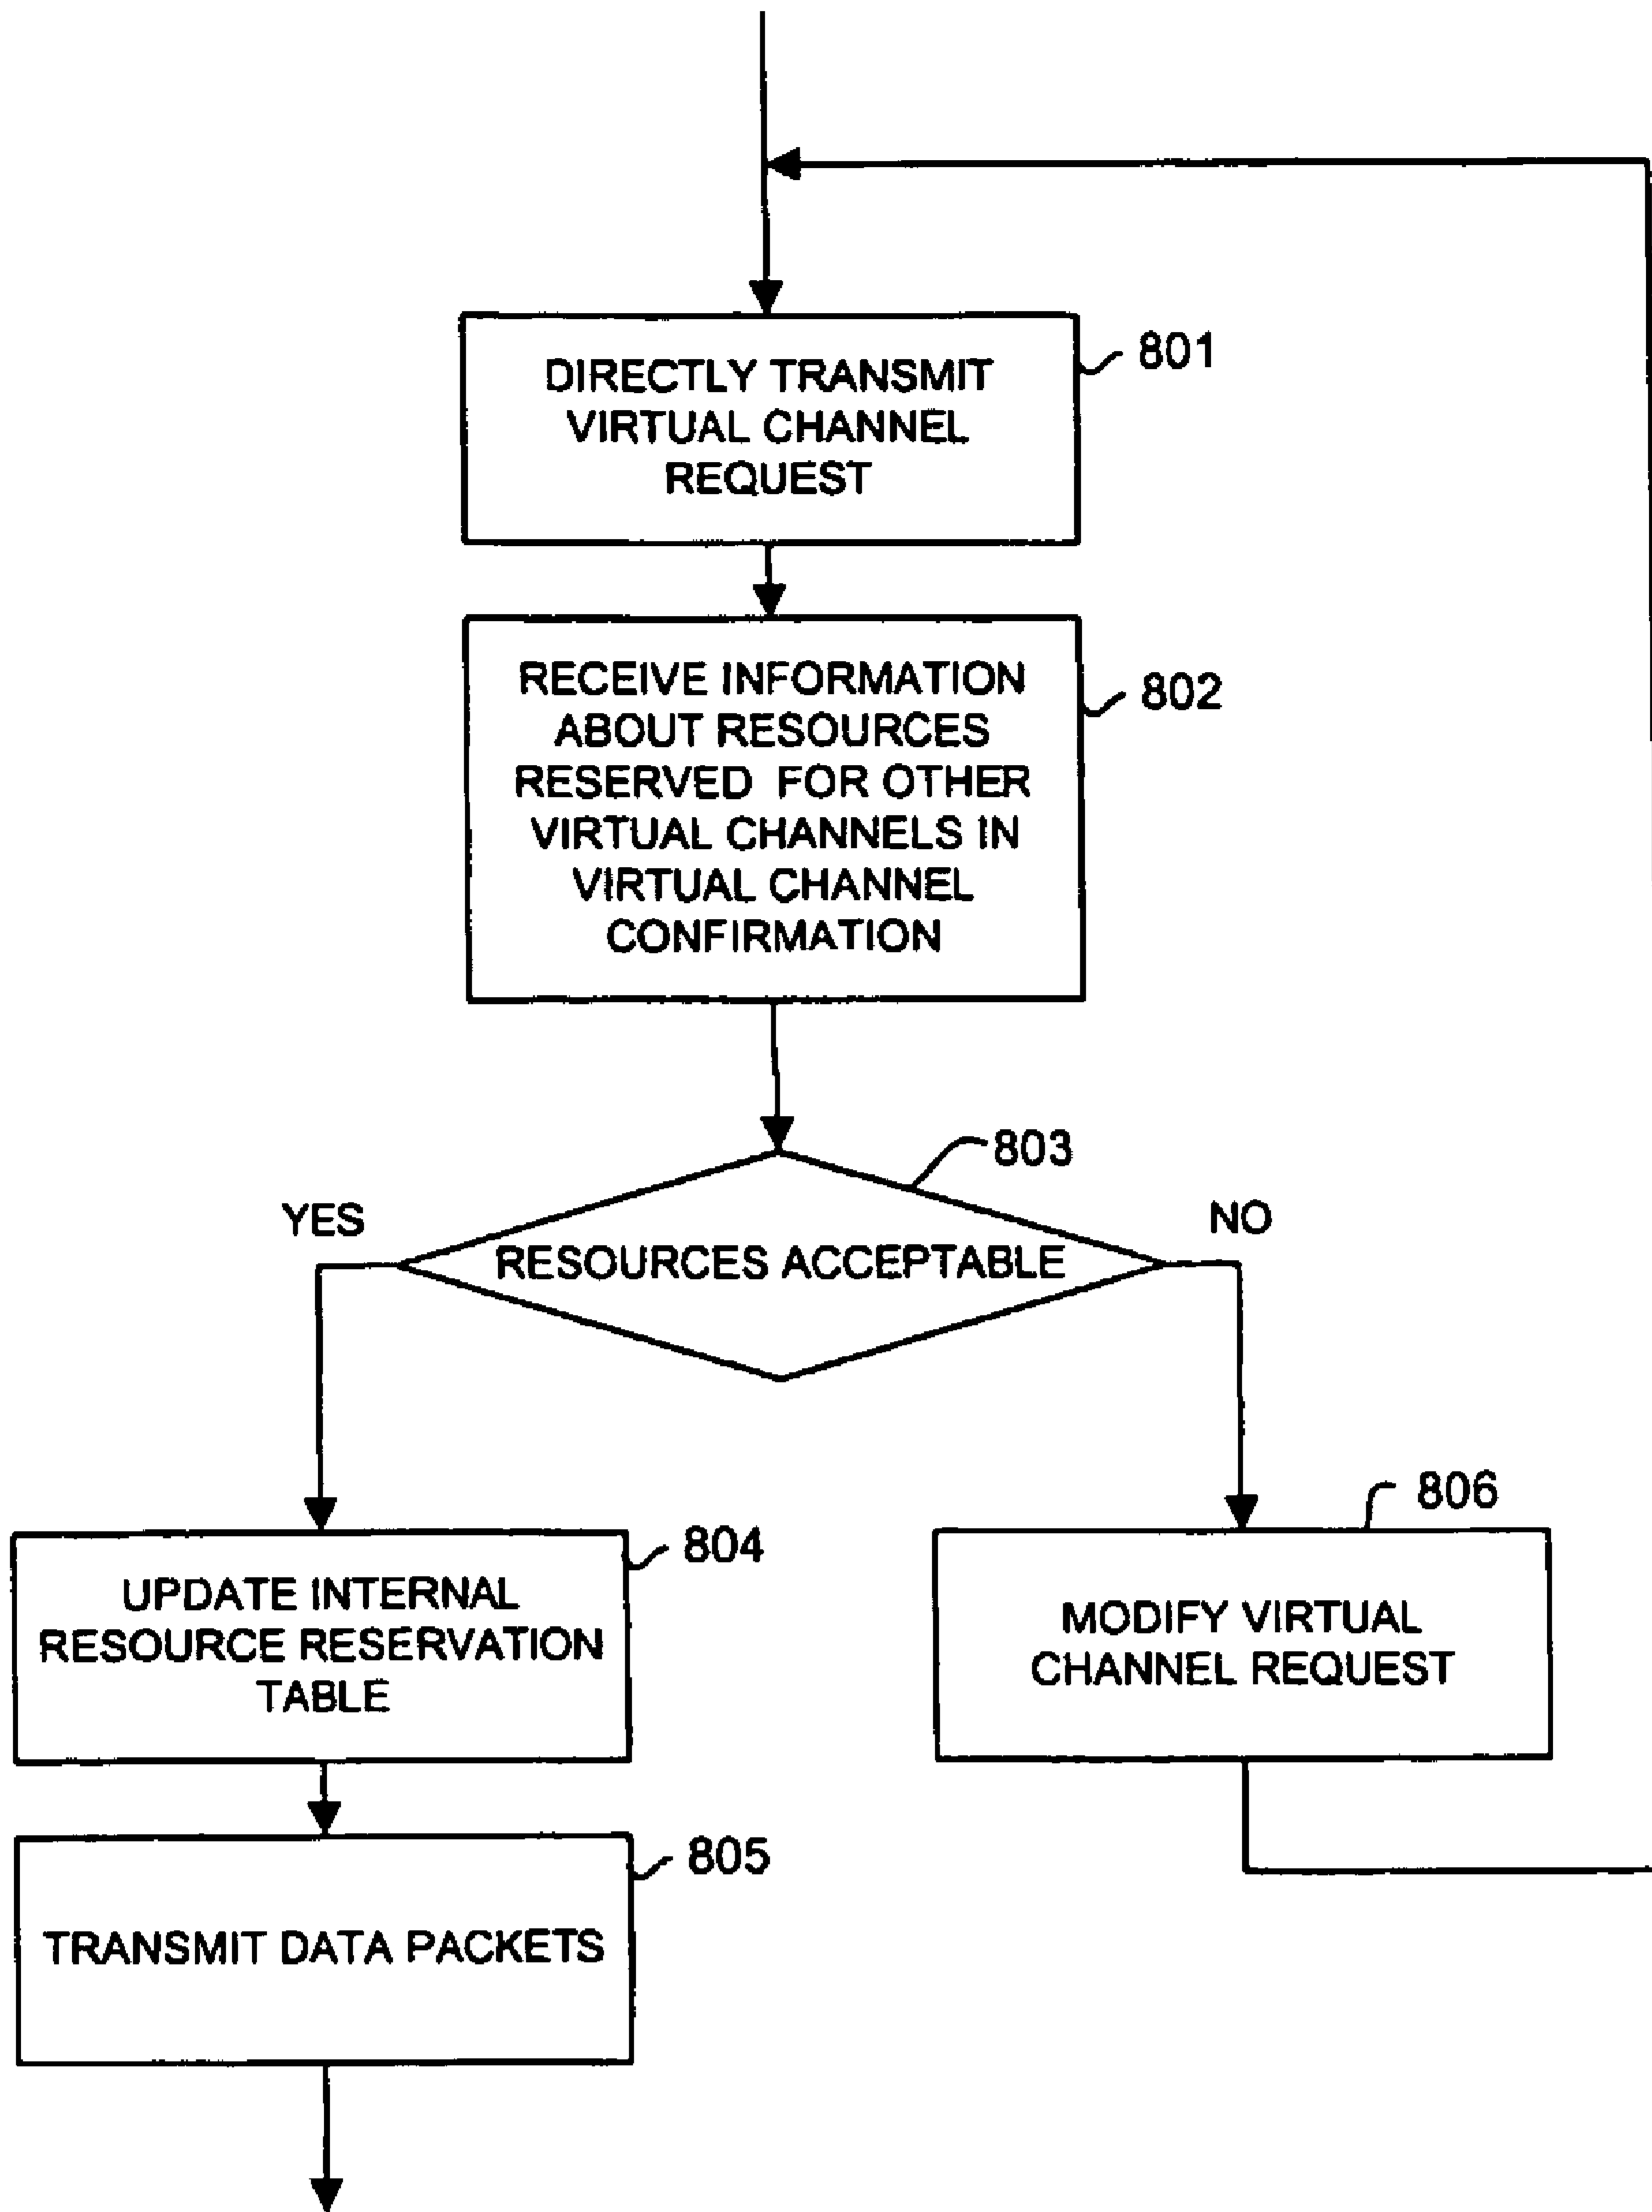 DIRECTLY TRANSMIT
VIRTUAL CHANNEL
REQUEST
801
RECEIVE INFORMATION
ABOUT RESOURCES
RESERVED FOR OTHER
VIRTUAL CHANNELS IN
VIRTUAL CHANNEL
CONFIRMATION
802
803
YES
NO
RESOURCES ACCEPTABLE
804
UPDATE INTERNAL
RESOURCE RESERVATION
TABLE
806
MODIFY VIRTUAL
CHANNEL REQUEST
805
TRANSMIT DATA PACKETS